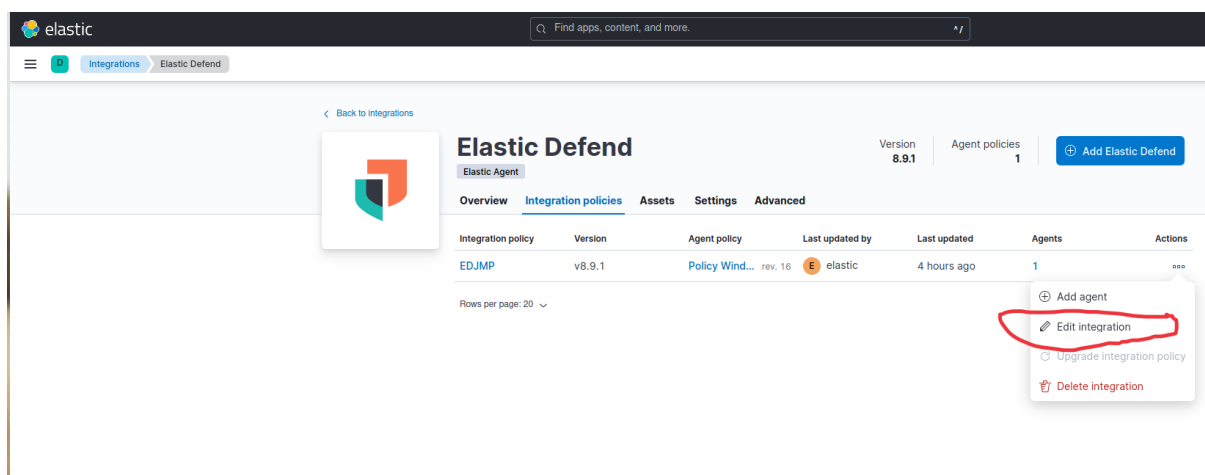 elastic
Find apps, content, and more.
^/
D
Integrations
Elastic Defend
Back to integrations
Elastic Defend
Elastic Agent
Version
8.9.1
Agent policies
1
Add Elastic Defend
Overview Integration policies Assets Settings Advanced
Integration policy Version Agent policy Last updated by Last updated Agents Actions
EDJMP v8.9.1 Policy Wind... rev. 16 E elastic 4 hours ago 1
Rows per page: 20
Add agent
Edit integration
Upgrade integration policy
Delete integration